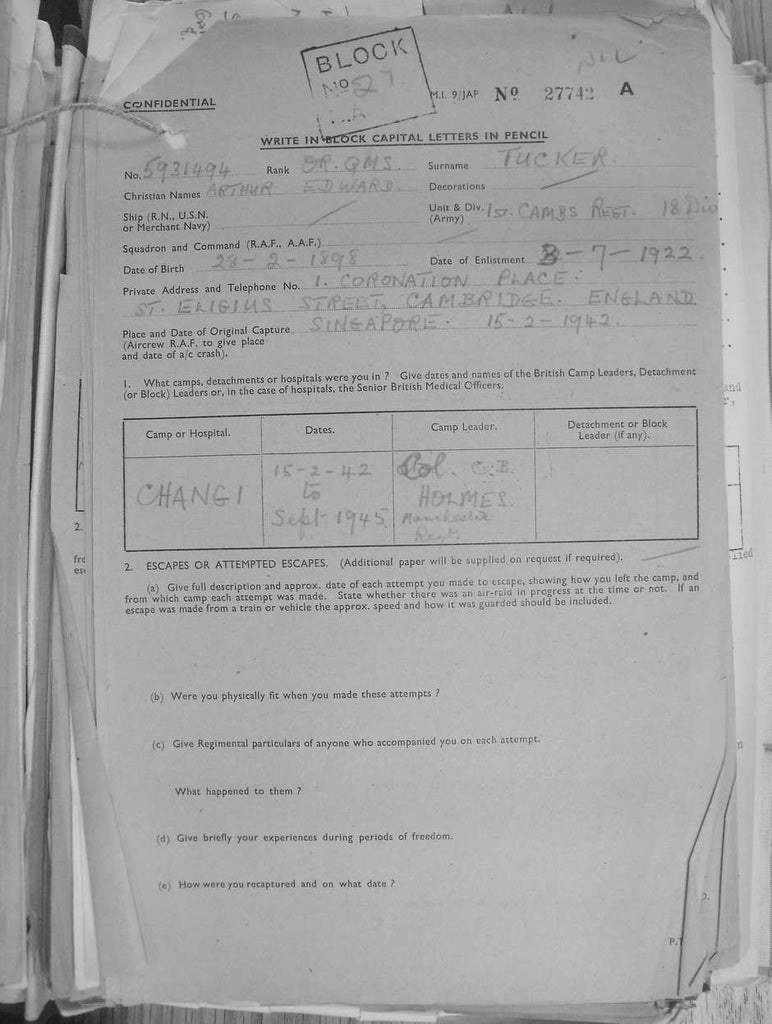 NIL
BLOCK
No 27
CONFIDENTIAL
M.I. 9/JAP No 27742 A
WRITE IN BLOCK CAPITAL LETTERS IN PENCIL
No. 5931494 Rank OR. QMS. Surname TUCKER.
Christian Names ARTHUR EDWARD. Decorations
Ship (R.N., U.S.N. or Merchant Navy)
Unit & Div. (Army) 1st. CAMBS REGT. 18 Div
Squadron and Command (R.A.F., A.A.F.)
Date of Birth 28-2-1898 Date of Enlistment 3-7-1922.
Private Address and Telephone No. 1. CORONATION PLACE.
ST. ELIGIUS STREET, CAMBRIDGE. ENGLAND
Place and Date of Original Capture SINGAPORE. 15-2-1942.
(Aircrew R.A.F. to give place
and date of a/c crash).
1. What camps, detachments or hospitals were you in ? Give dates and names of the British Camp Leaders, Detachment
(or Block) Leaders or, in the case of hospitals, the Senior British Medical Officers.
Camp or Hospital. Dates. Camp Leader. Detachment or Block Leader (if any).
CHANGI 15-2-42 to Sept 1945 Col. C.B. HOLMES. Manchester Regt.
2. ESCAPES OR ATTEMPTED ESCAPES. (Additional paper will be supplied on request if required).
(a) Give full description and approx. date of each attempt you made to escape, showing how you left the camp, and
from which camp each attempt was made. State whether there was an air-raid in progress at the time or not. If an
escape was made from a train or vehicle the approx. speed and how it was guarded should be included.
(b) Were you physically fit when you made these attempts ?
(c) Give Regimental particulars of anyone who accompanied you on each attempt.
What happened to them ?
(d) Give briefly your experiences during periods of freedom.
(e) How were you recaptured and on what date ?